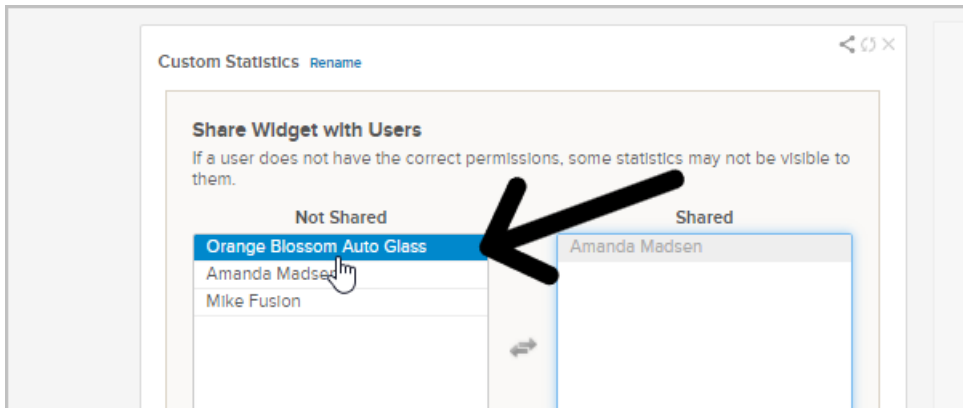 Custom Statistics Rename
Share Widget with Users
If a user does not have the correct permissions, some statistics may not be visible to
them.
Not Shared
Shared
Orange Blossom Auto Glass
Amanda Madsen
Mike Fusion
Amanda Madsen